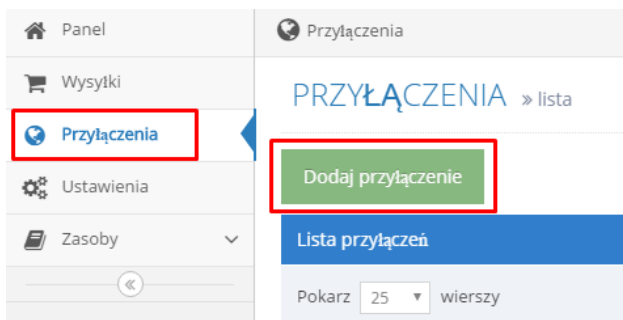 Panel
Wysyłki
Przyłączenia
Ustawienia
Zasoby
Przyłączenia
PRZYŁĄCZENIA » lista
Dodaj przyłączenie
Lista przyłączeń
Pokarz 25 wierszy